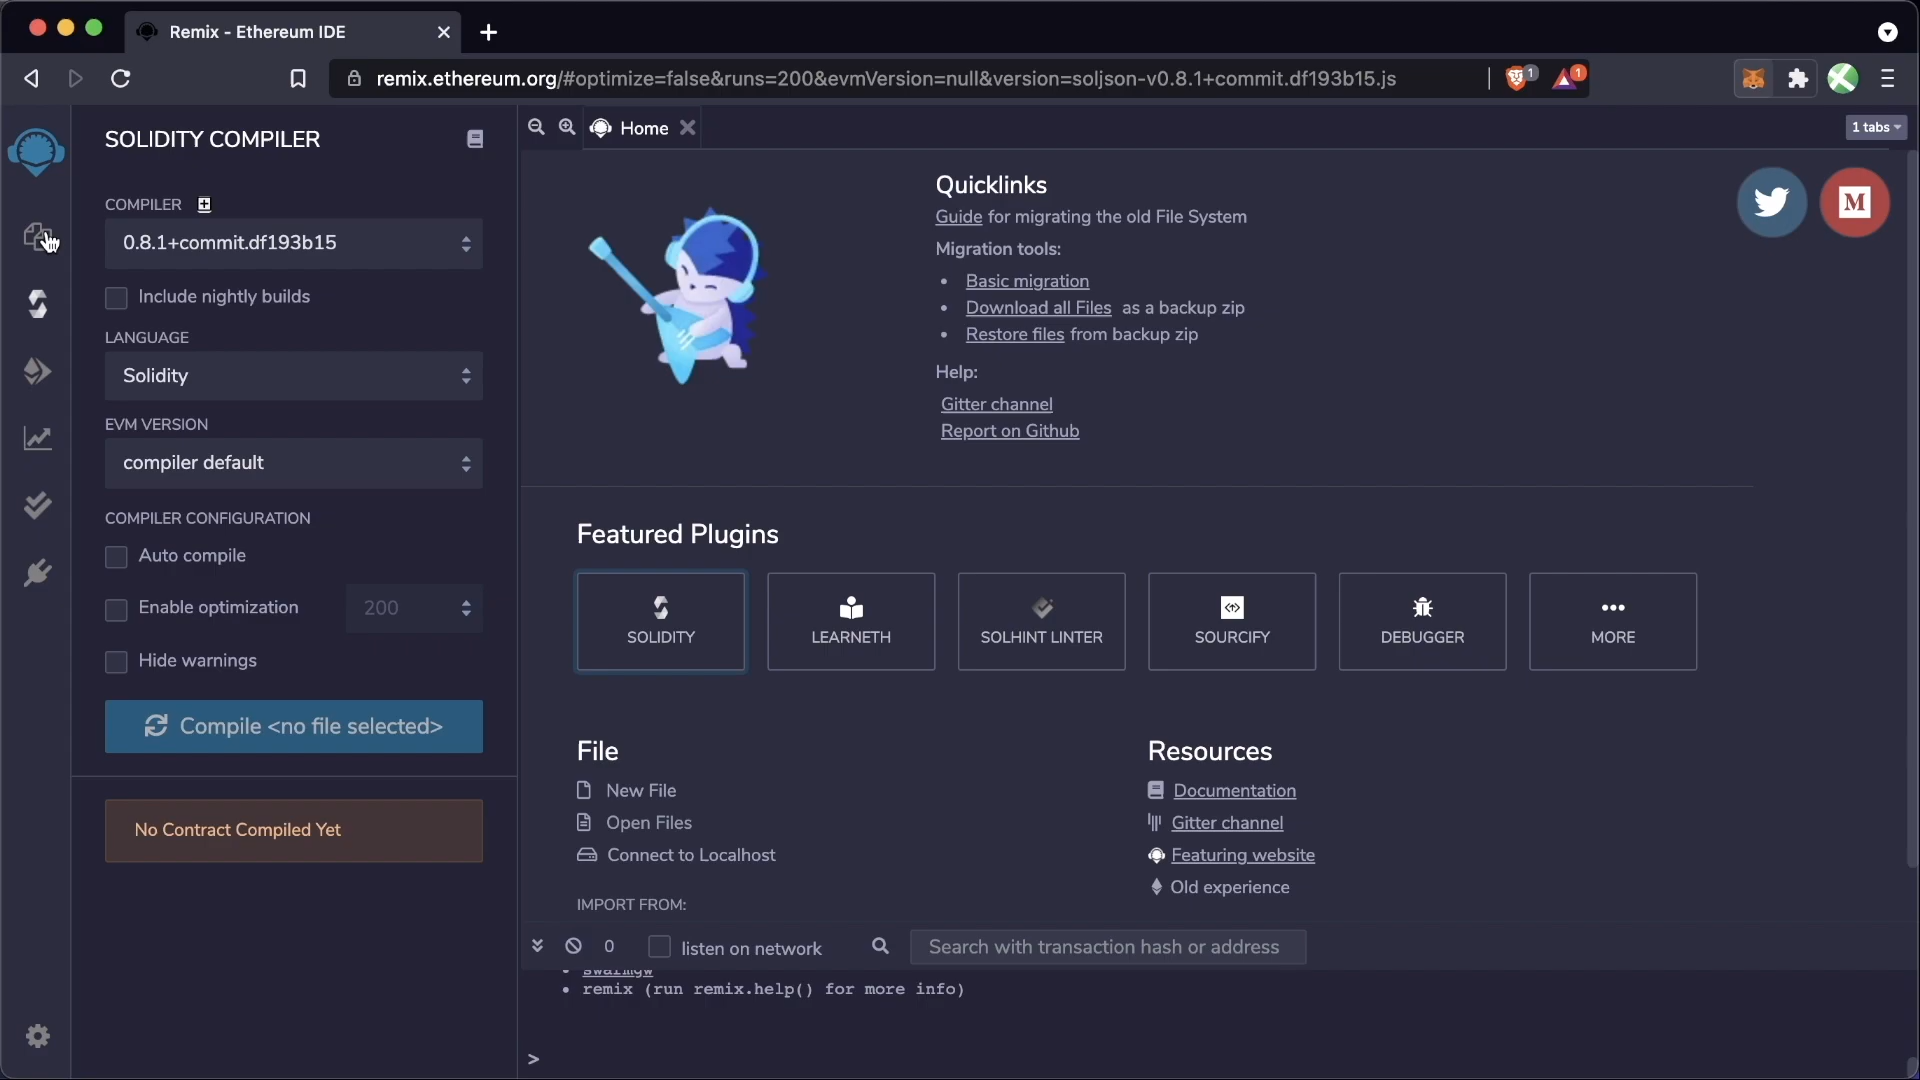 Remix - Ethereum IDE
remix.ethereum.org/#optimize=false&runs=200&evmVersion=null&version=soljson-v0.8.1+commit.df193b15.js
1
1
SOLIDITY COMPILER
Home
1 tabs
COMPILER
0.8.1+commit.df193b15
Include nightly builds
LANGUAGE
Solidity
EVM VERSION
compiler default
COMPILER CONFIGURATION
Auto compile
Enable optimization
200
Hide warnings
Compile <no file selected>
No Contract Compiled Yet
Quicklinks
Guide for migrating the old File System
Migration tools:
• Basic migration
• Download all Files as a backup zip
• Restore files from backup zip
Help:
Gitter channel
Report on Github
M
Featured Plugins
SOLIDITY
LEARNETH
SOLHINT LINTER
SOURCIFY
DEBUGGER
MORE
File
New File
Open Files
Connect to Localhost
IMPORT FROM:
Resources
Documentation
Gitter channel
Featuring website
Old experience
0
listen on network
Search with transaction hash or address
• swarmgw
• remix (run remix.help() for more info)
>